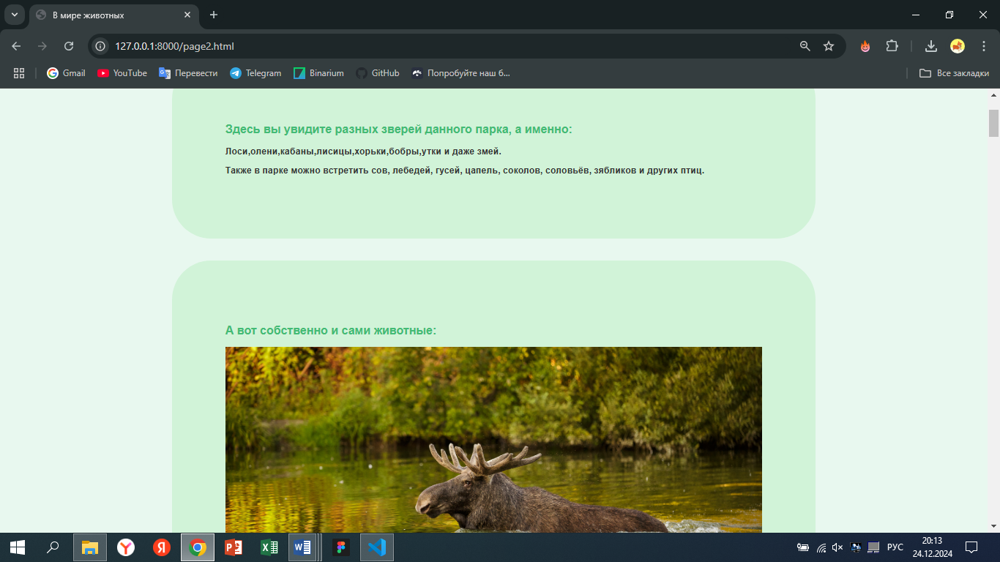 В мире животных
127.0.0.1:8000/page2.html
Gmail
YouTube
Перевести
Telegram
Binarium
GitHub
Попробуйте наш б...
Все закладки
Здесь вы увидите разных зверей данного парка, а именно:
Лоси,олени,кабаны,лисицы,хорьки,бобры,утки и даже змей.
Также в парке можно встретить сов, лебедей, гусей, цапель, соколов, соловьёв, зябликов и других птиц.
А вот собственно и сами животные:
РУС
20:13
24.12.2024